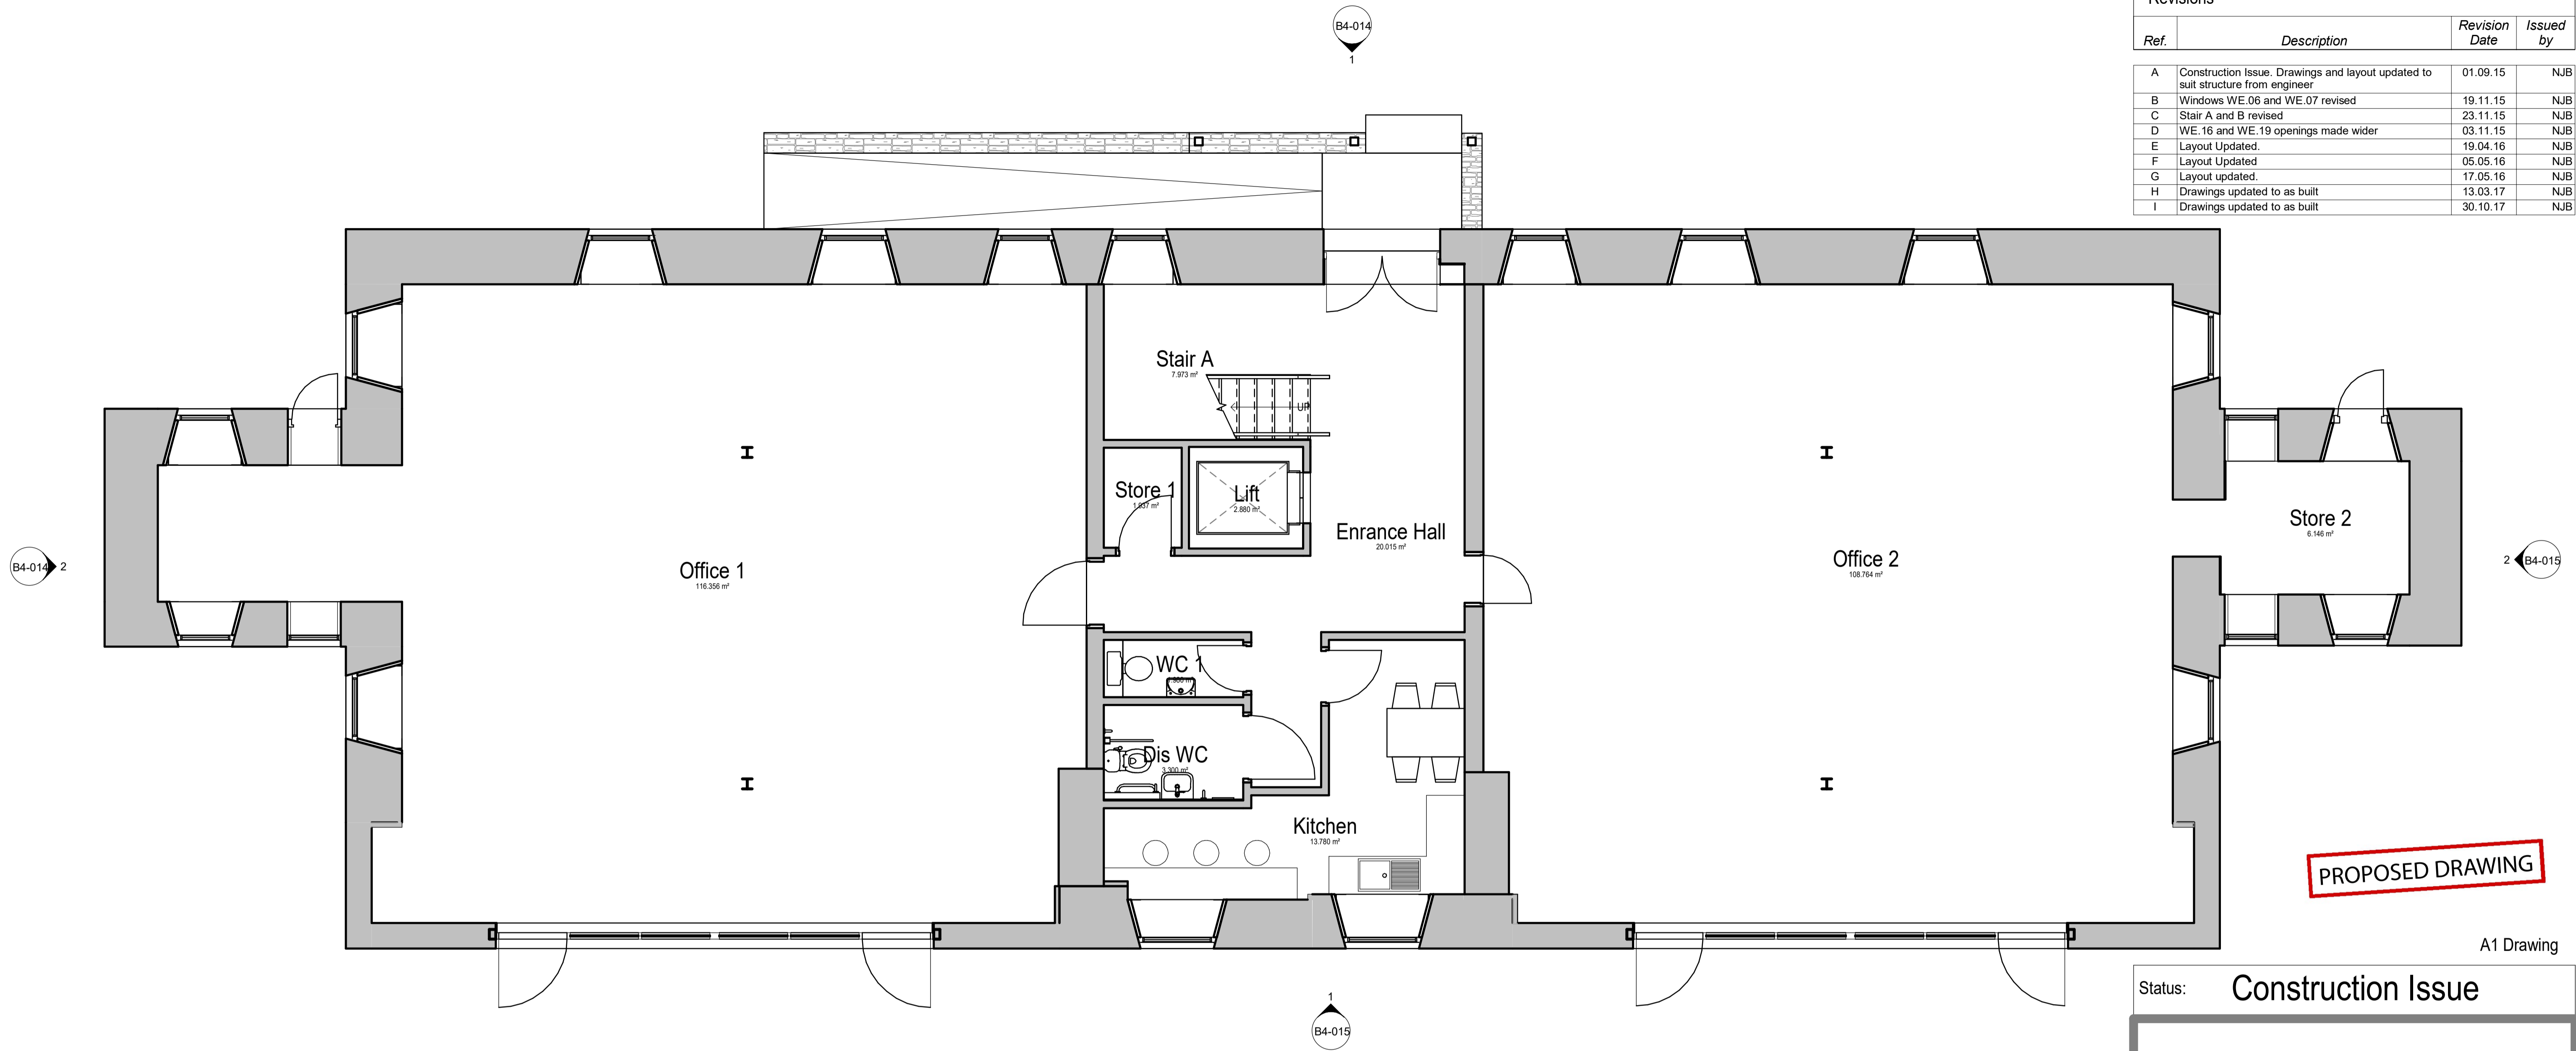 Revisions
Ref. Description Revision Date Issued by
A Construction Issue. Drawings and layout updated to suit structure from engineer 01.09.15 NJB
B Windows WE.06 and WE.07 revised 19.11.15 NJB
C Stair A and B revised 23.11.15 NJB
D WE.16 and WE.19 openings made wider 03.11.15 NJB
E Layout Updated. 19.04.16 NJB
F Layout Updated 05.05.16 NJB
G Layout updated. 17.05.16 NJB
H Drawings updated to as built 13.03.17 NJB
I Drawings updated to as built 30.10.17 NJB
B4-014
1
Stair A
7.973 m²
UP
Store 1
Lift
2.880 m²
Enrance Hall
20.015 m²
Store 2
6.146 m²
B4-014 2
Office 1
116.356 m²
Office 2
108.764 m²
2 B4-015
WC 1
Dis WC
3.300 m²
Kitchen
13.780 m²
PROPOSED DRAWING
A1 Drawing
Status: Construction Issue
1
B4-015